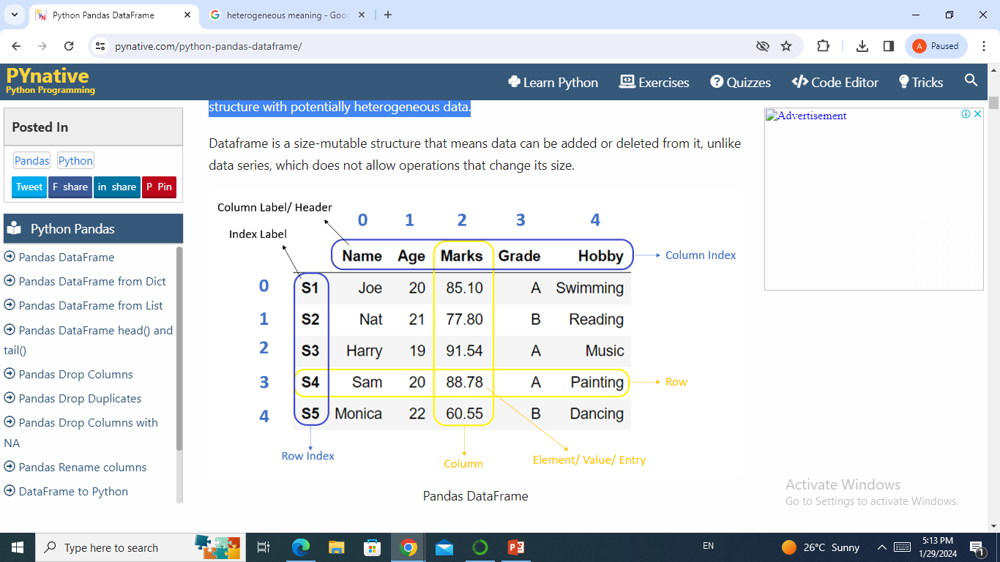 Python Pandas DataFrame
heterogeneous meaning - Goo
pynative.com/python-pandas-dataframe/
A Paused
PYnative
Python Programming
Learn Python
Exercises
Quizzes
Code Editor
Tricks
structure with potentially heterogeneous data.
Posted In
Pandas Python
Tweet F share in share P Pin
Python Pandas
Pandas DataFrame
Pandas DataFrame from Dict
Pandas DataFrame from List
Pandas DataFrame head() and
tail()
Pandas Drop Columns
Pandas Drop Duplicates
Pandas Drop Columns with
NA
Pandas Rename columns
DataFrame to Python
Dataframe is a size-mutable structure that means data can be added or deleted from it, unlike
data series, which does not allow operations that change its size.
Column Label/ Header
Index Label
0 1 2 3 4
Name Age Marks Grade Hobby
Column Index
0 S1 Joe 20 85.10 A Swimming
1 S2 Nat 21 77.80 B Reading
2 S3 Harry 19 91.54 A Music
3 S4 Sam 20 88.78 A Painting
Row
4 S5 Monica 22 60.55 B Dancing
Row Index
Column
Element/ Value/ Entry
Pandas DataFrame
Advertisement
Activate Windows
Go to Settings to activate Windows.
Type here to search
EN
26°C Sunny
5:13 PM
1/29/2024
1